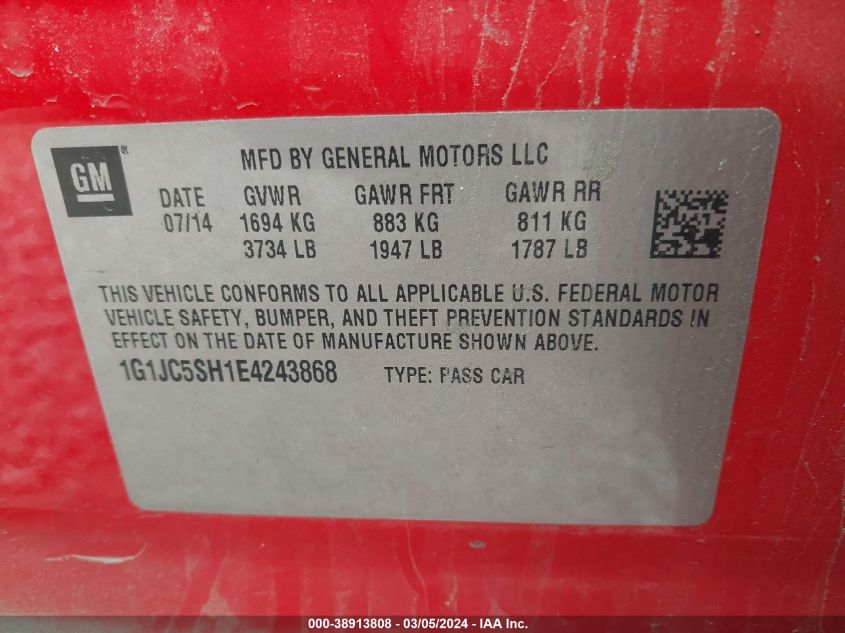 GM
MFD BY GENERAL MOTORS LLC
DATE GVWR GAWR FRT GAWR RR
07/14 1694 KG 883 KG 811 KG
3734 LB 1947 LB 1787 LB
THIS VEHICLE CONFORMS TO ALL APPLICABLE U.S. FEDERAL MOTOR
VEHICLE SAFETY, BUMPER, AND THEFT PREVENTION STANDARDS IN
EFFECT ON THE DATE OF MANUFACTURE SHOWN ABOVE.
1G1JC5SH1E4243868 TYPE: PASS CAR
000-38913808 - 03/05/2024 - IAA Inc.